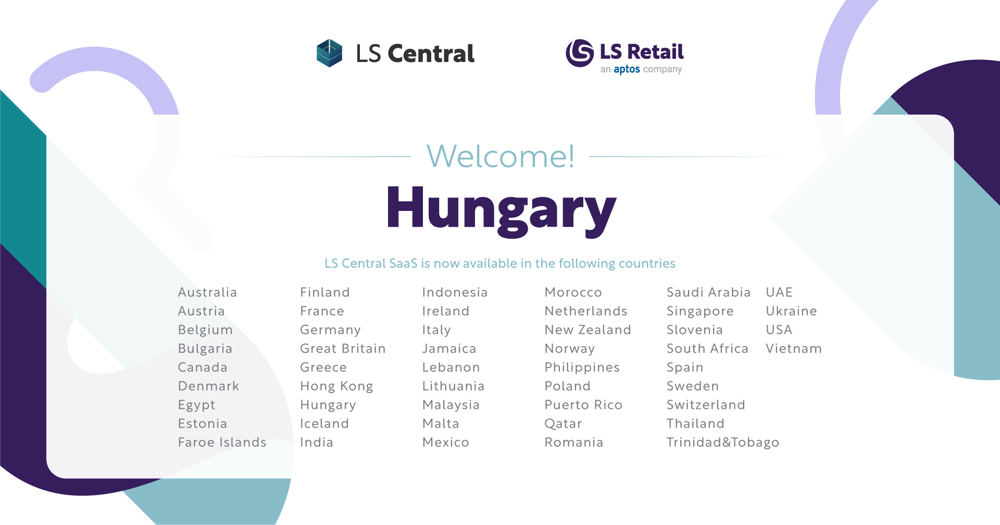 LS Central
LS Retail
an aptos company
Welcome!
Hungary
LS Central SaaS is now available in the following countries
Australia
Austria
Belgium
Bulgaria
Canada
Denmark
Egypt
Estonia
Faroe Islands
Finland
France
Germany
Great Britain
Greece
Hong Kong
Hungary
Iceland
India
Indonesia
Ireland
Italy
Jamaica
Lebanon
Lithuania
Malaysia
Malta
Mexico
Morocco
Netherlands
New Zealand
Norway
Philippines
Poland
Puerto Rico
Qatar
Romania
Saudi Arabia
Singapore
Slovenia
South Africa
Spain
Sweden
Switzerland
Thailand
Trinidad&Tobago
UAE
Ukraine
USA
Vietnam